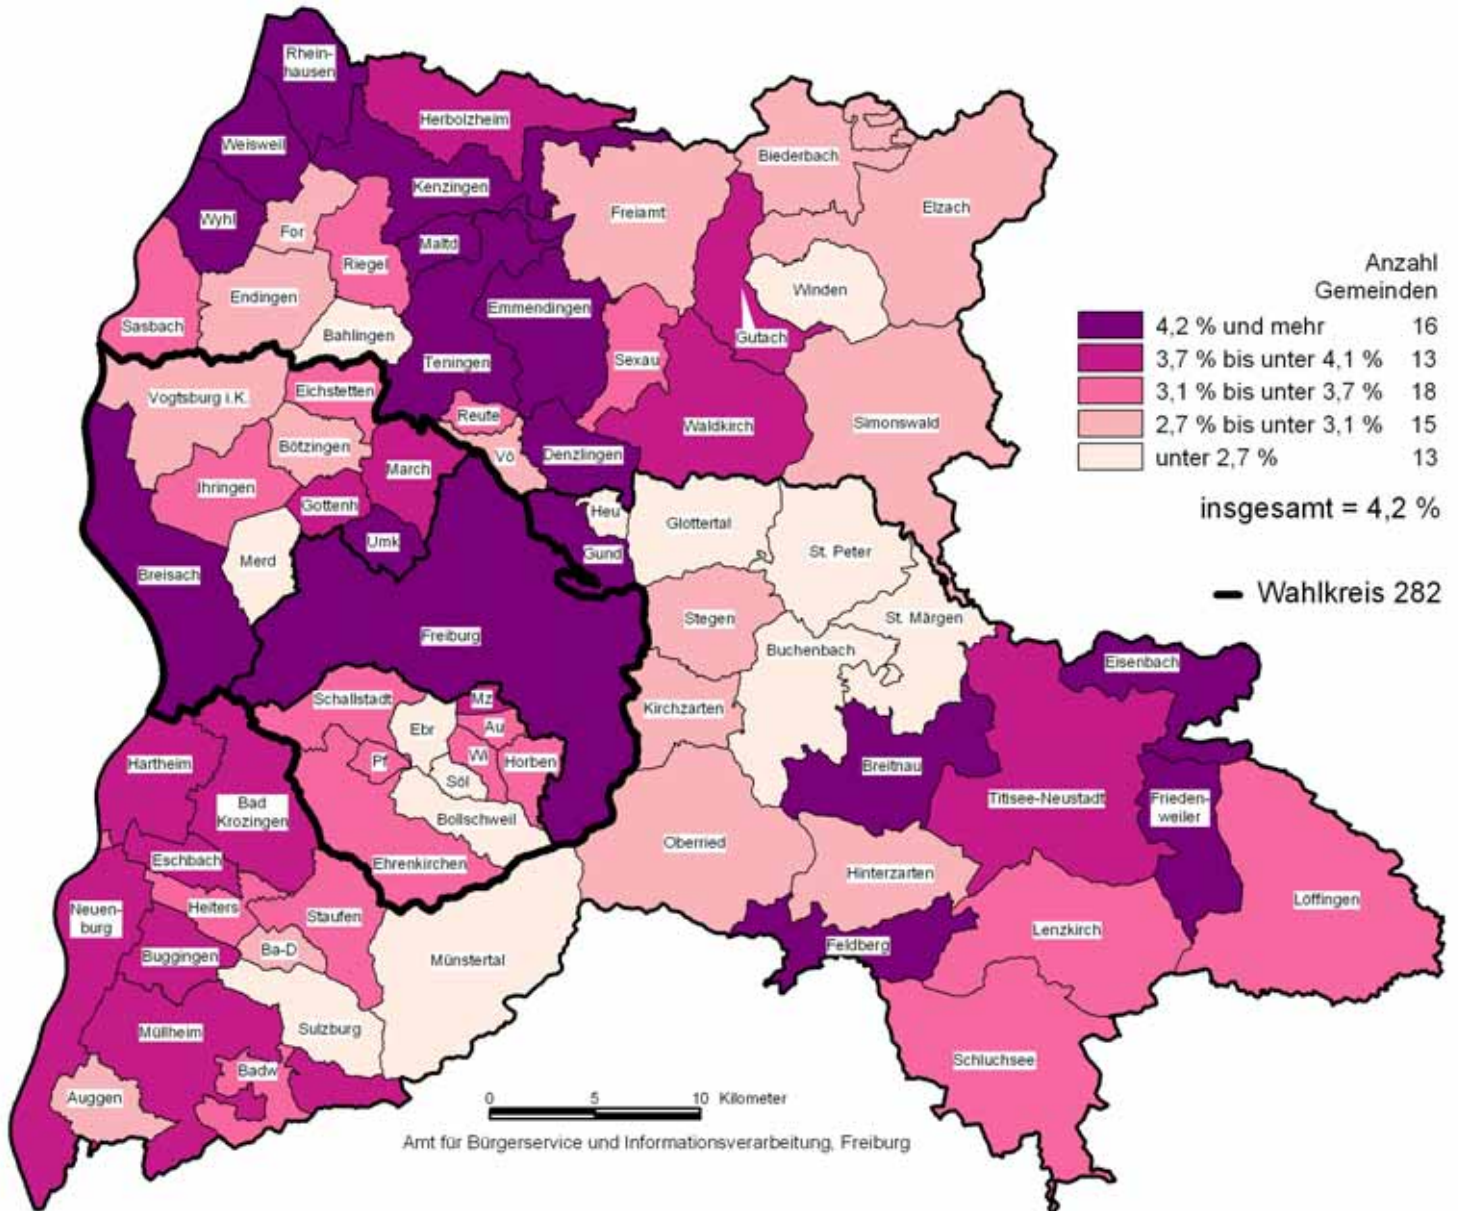 Rhein-
hausen
Herbolzheim
Weisweil
Biederbach
Kenzingen
Elzach
Freiamt
Wyhl
For
Maltd
Riegel
Winden
Endingen
Emmendingen
Sasbach
Bahlingen
Gutach
Teningen
Sexau
Eichstetten
Vogtsburg i.K.
Reute
Simonswald
Waldkirch
Bötzingen
Vö
Denzlingen
March
Ihringen
Gottenh
Heu
Glottertal
Umk
Gund
St. Peter
Merd
Breisach
Stegen
St. Märgen
Freiburg
Buchenbach
Eisenbach
Schallstadt
Mz
Kirchzarten
Ebr
Au
Pf
Wi
Horben
Hartheim
Breitnau
Söl
Titisee-Neustadt
Frieden-
weiler
Bad
Krozingen
Bollschweil
Oberried
Eschbach
Ehrenkirchen
Hinterzarten
Löffingen
Heiters
Staufen
Neuen-
burg
Lenzkirch
Feldberg
Ba-D
Buggingen
Münstertal
Sulzburg
Müllheim
Schluchsee
Badw
Auggen
Anzahl
Gemeinden
4,2 % und mehr 16
3,7 % bis unter 4,1 % 13
3,1 % bis unter 3,7 % 18
2,7 % bis unter 3,1 % 15
unter 2,7 % 13
insgesamt = 4,2 %
Wahlkreis 282
0 5 10 Kilometer
Amt für Bürgerservice und Informationsverarbeitung, Freiburg